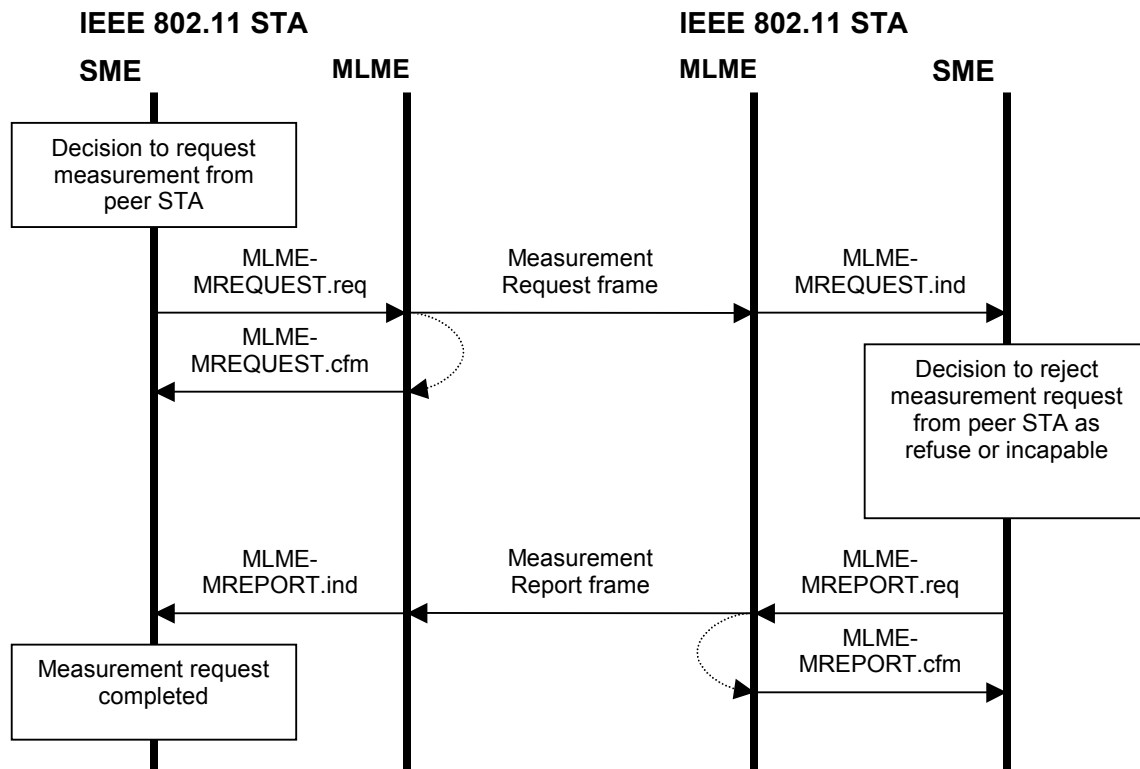 IEEE 802.11 STA
IEEE 802.11 STA
SME
MLME
MLME
SME
Decision to request
measurement from
peer STA
MLME-
MREQUEST.req
Measurement
Request frame
MLME-
MREQUEST.ind
MLME-
MREQUEST.cfm
Decision to reject
measurement request
from peer STA as
refuse or incapable
MLME-
MREPORT.ind
Measurement
Report frame
MLME-
MREPORT.req
MLME-
MREPORT.cfm
Measurement request
completed